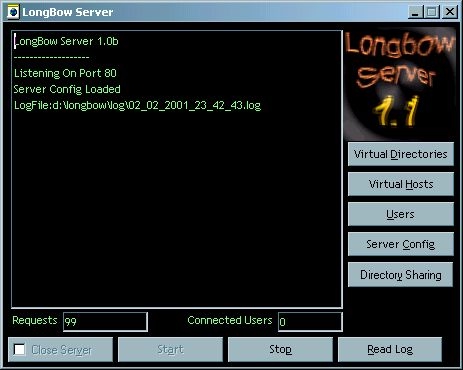 LongBow Server
LongBow Server 1.0b
-------------------
Listening On Port 80
Server Config Loaded
LogFile:d:\longbow\log\02_02_2001_23_42_43.log
Longbow
Server
1.1
Virtual Directories
Virtual Hosts
Users
Server Config
Directory Sharing
Requests 99 Connected Users 0
Close Server Start Stop Read Log